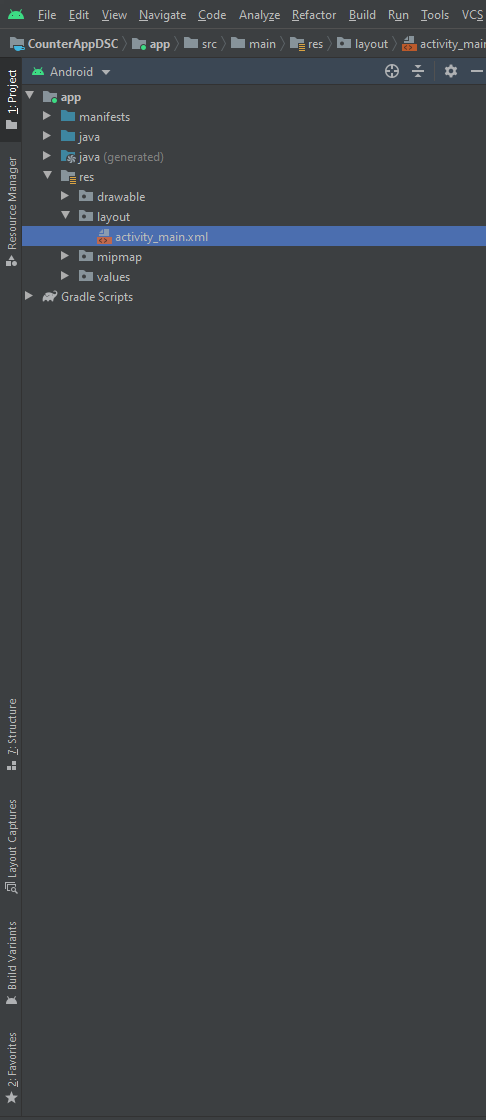 File Edit View Navigate Code Analyze Refactor Build Run Tools VCS
CounterAppDSC app src main res layout activity_mai
Android
app
manifests
java
java (generated)
res
drawable
layout
activity_main.xml
mipmap
values
Gradle Scripts
1: Project
Resource Manager
7: Structure
Layout Captures
Build Variants
2: Favorites